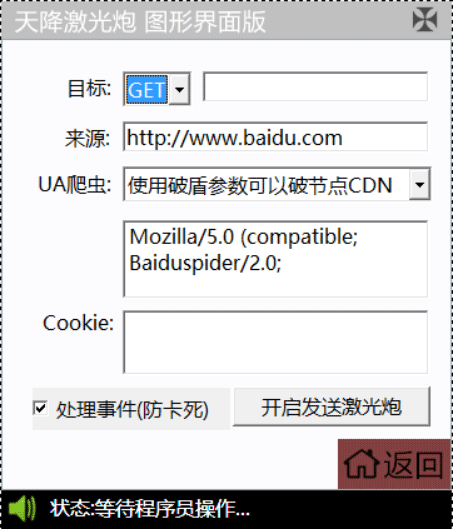 天降激光炮 图形界面版
目标: GET
来源: http://www.baidu.com
UA爬虫: 使用破盾参数可以破节点CDN
Mozilla/5.0 (compatible;
Baiduspider/2.0;
Cookie:
处理事件(防卡死) 开启发送激光炮
返回
状态:等待程序员操作...